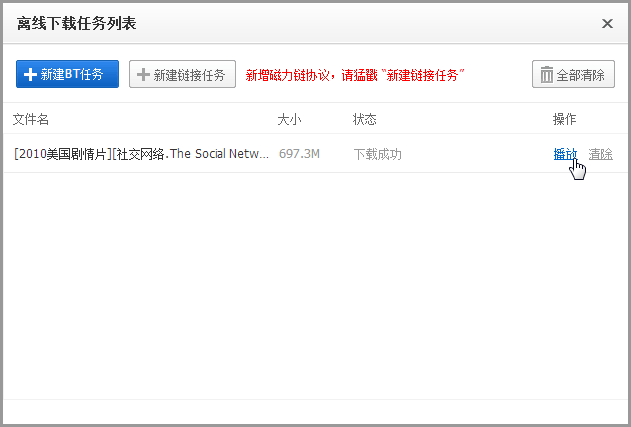 离线下载任务列表
新建BT任务 新建链接任务 新增磁力链协议，请猛戳 “新建链接任务” 全部清除
文件名 大小 状态 操作
[2010美国剧情片][社交网络.The Social Netw... 697.3M 下载成功 播放 清除